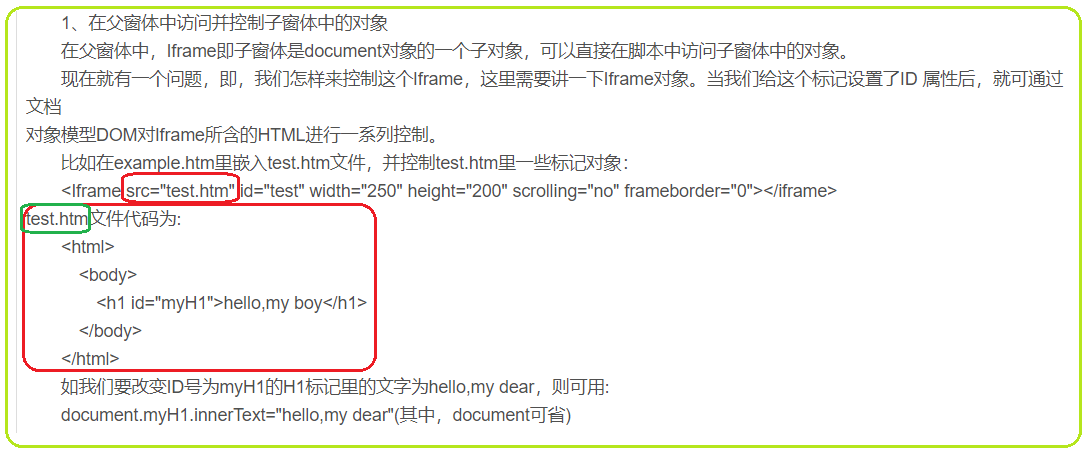 1、在父窗体中访问并控制子窗体中的对象
在父窗体中，Iframe即子窗体是document对象的一个子对象，可以直接在脚本中访问子窗体中的对象。
现在就有一个问题，即，我们怎样来控制这个Iframe，这里需要讲一下Iframe对象。当我们给这个标记设置了ID 属性后，就可通过
文档
对象模型DOM对Iframe所含的HTML进行一系列控制。
比如在example.htm里嵌入test.htm文件，并控制test.htm里一些标记对象：
<Iframe src="test.htm" id="test" width="250" height="200" scrolling="no" frameborder="0"></iframe>
test.htm文件代码为:
<html>
<body>
<h1 id="myH1">hello,my boy</h1>
</body>
</html>
如我们要改变ID号为myH1的H1标记里的文字为hello,my dear，则可用:
document.myH1.innerText="hello,my dear"(其中，document可省)